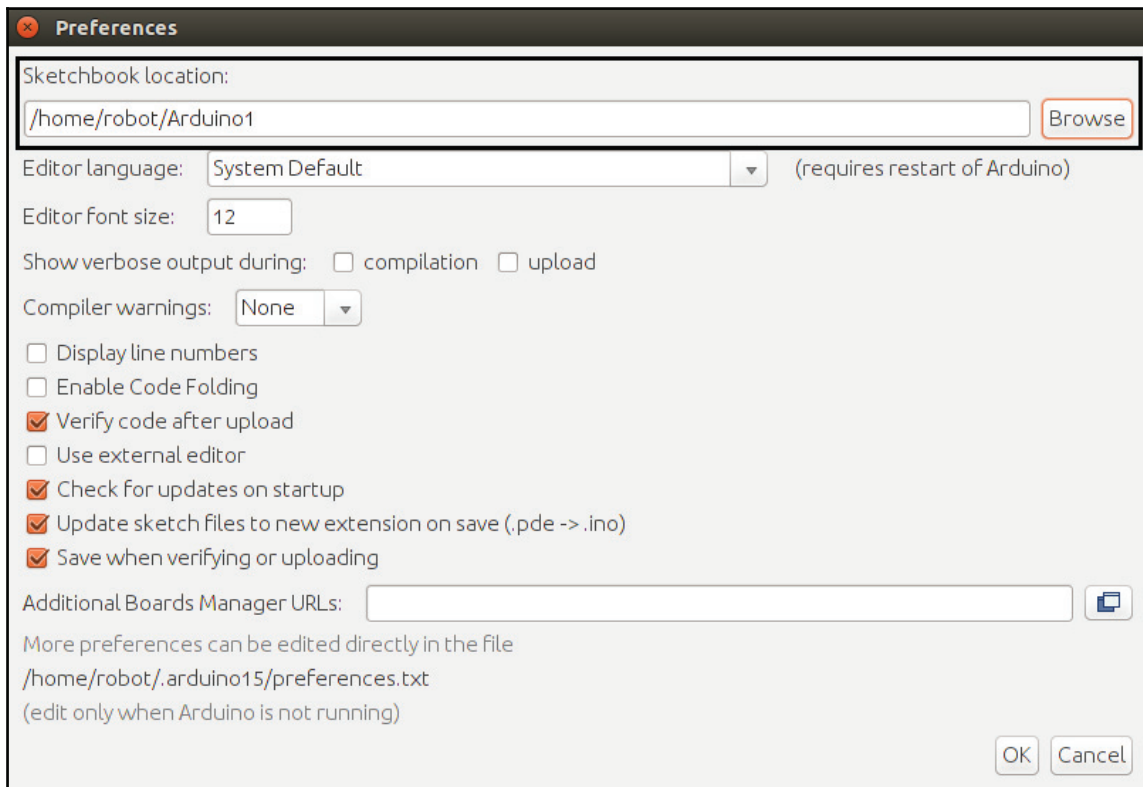 Preferences
Sketchbook location:
/home/robot/Arduino1 Browse
Editor language: System Default (requires restart of Arduino)
Editor font size: 12
Show verbose output during: compilation upload
Compiler warnings: None
Display line numbers
Enable Code Folding
Verify code after upload
Use external editor
Check for updates on startup
Update sketch files to new extension on save (.pde -> .ino)
Save when verifying or uploading
Additional Boards Manager URLs:
More preferences can be edited directly in the file
/home/robot/.arduino15/preferences.txt
(edit only when Arduino is not running)
OK Cancel